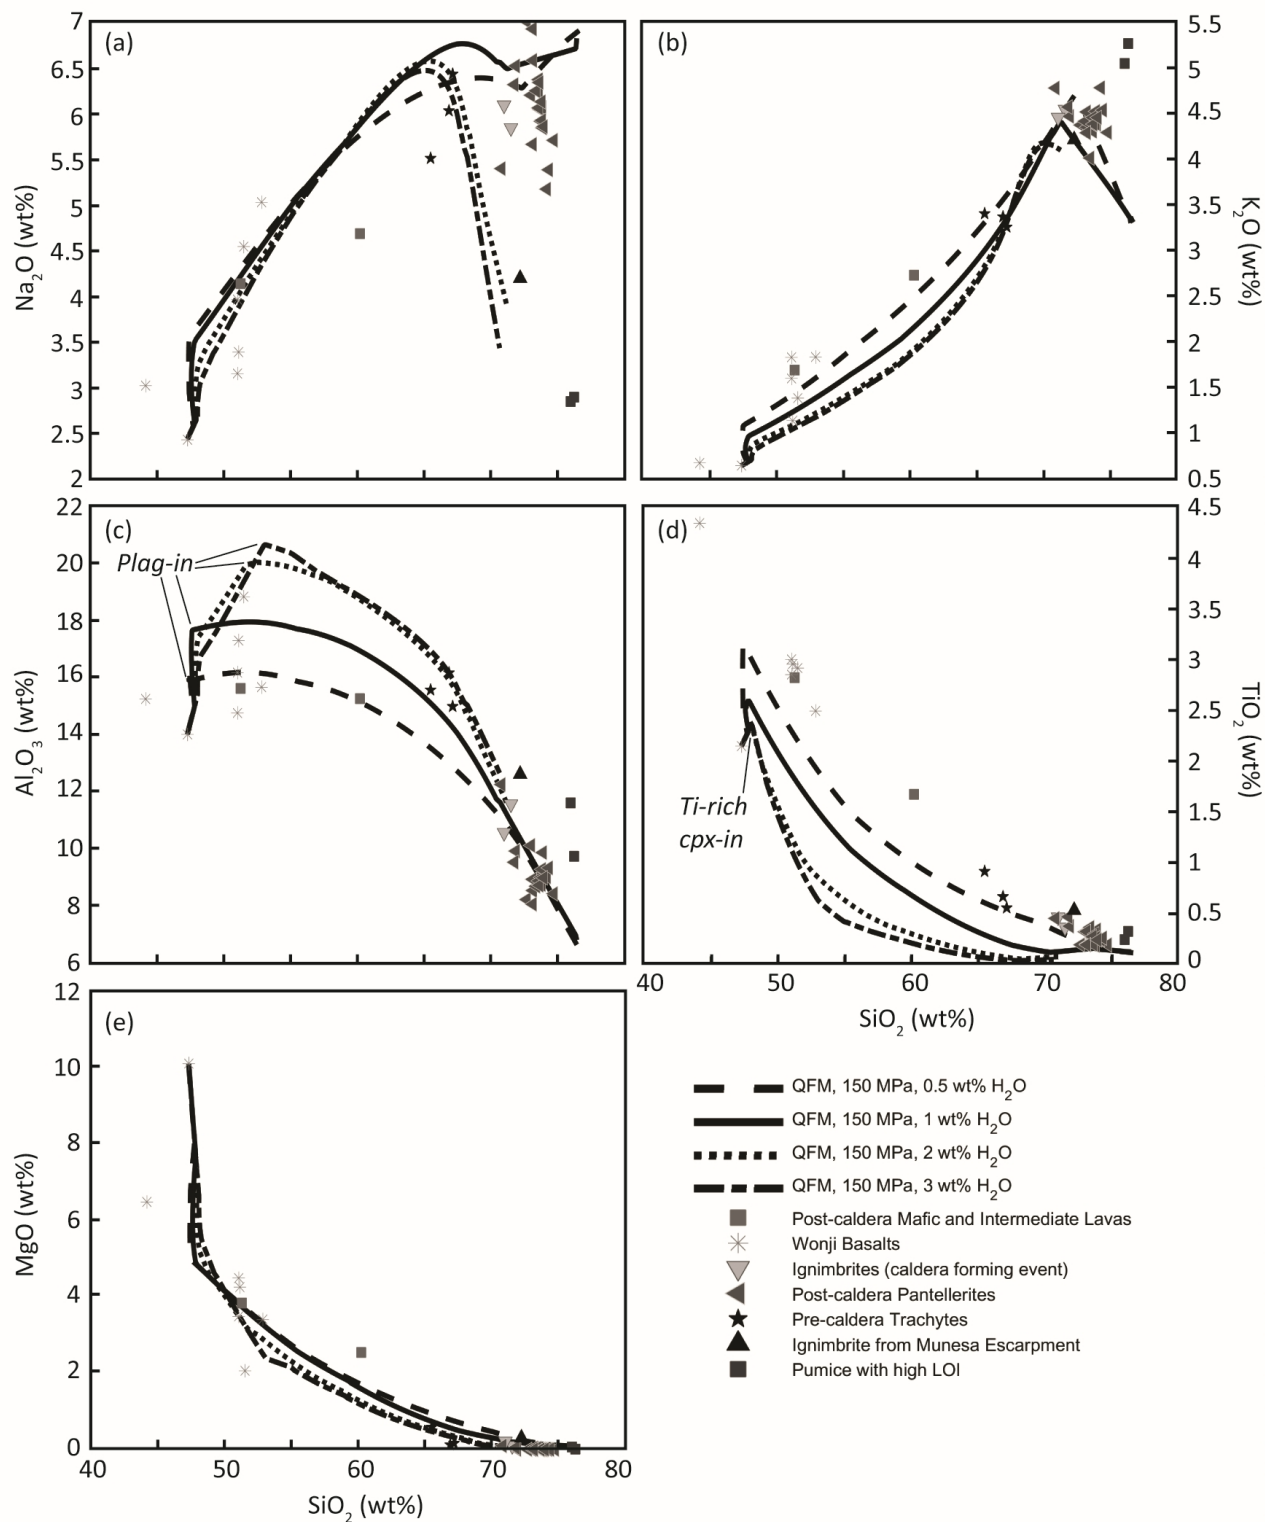 7
6.5
6
5.5
5
4.5
4
3.5
3
2.5
2
Na2O (wt%)
(a)
(b)
5.5
5
4.5
4
3.5
3
2.5
2
1.5
1
0.5
K2O (wt%)
22
20
18
16
14
12
10
8
6
Al2O3 (wt%)
(c)
Plag-in
(d)
Ti-rich
cpx-in
4.5
4
3.5
3
2.5
2
1.5
1
0.5
0
TiO2 (wt%)
40 50 60 70 80
SiO2 (wt%)
12
10
8
6
4
2
0
MgO (wt%)
(e)
40 50 60 70 80
SiO2 (wt%)
QFM, 150 MPa, 0.5 wt% H2O
QFM, 150 MPa, 1 wt% H2O
QFM, 150 MPa, 2 wt% H2O
QFM, 150 MPa, 3 wt% H2O
Post-caldera Mafic and Intermediate Lavas
Wonji Basalts
Ignimbrites (caldera forming event)
Post-caldera Pantellerites
Pre-caldera Trachytes
Ignimbrite from Munesa Escarpment
Pumice with high LOI